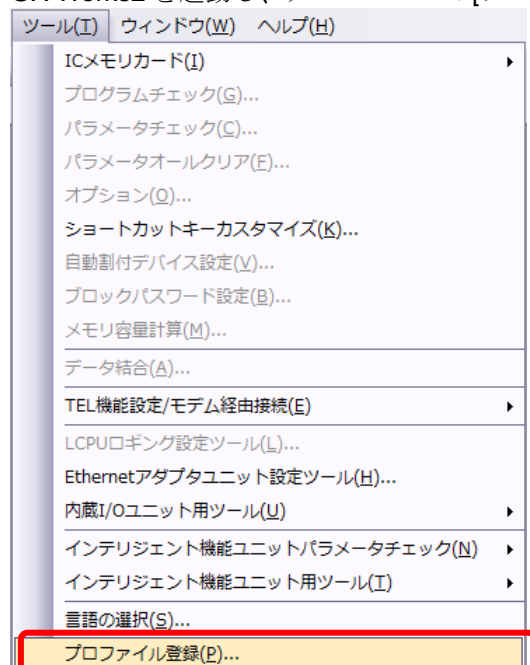 ツール(T) ウィンドウ(W) ヘルプ(H)
ICメモリカード(I)
プログラムチェック(G)...
パラメータチェック(C)...
パラメータオールクリア(F)...
オプション(O)...
ショートカットキーカスタマイズ(K)...
自動割付デバイス設定(V)...
ブロックパスワード設定(B)...
メモリ容量計算(M)...
データ結合(A)...
TEL機能設定/モデム経由接続(E)
LCPUロギング設定ツール(L)...
Ethernetアダプタユニット設定ツール(H)...
内蔵I/Oユニット用ツール(U)
インテリジェント機能ユニットパラメータチェック(N)
インテリジェント機能ユニット用ツール(I)
言語の選択(S)...
プロファイル登録(P)...